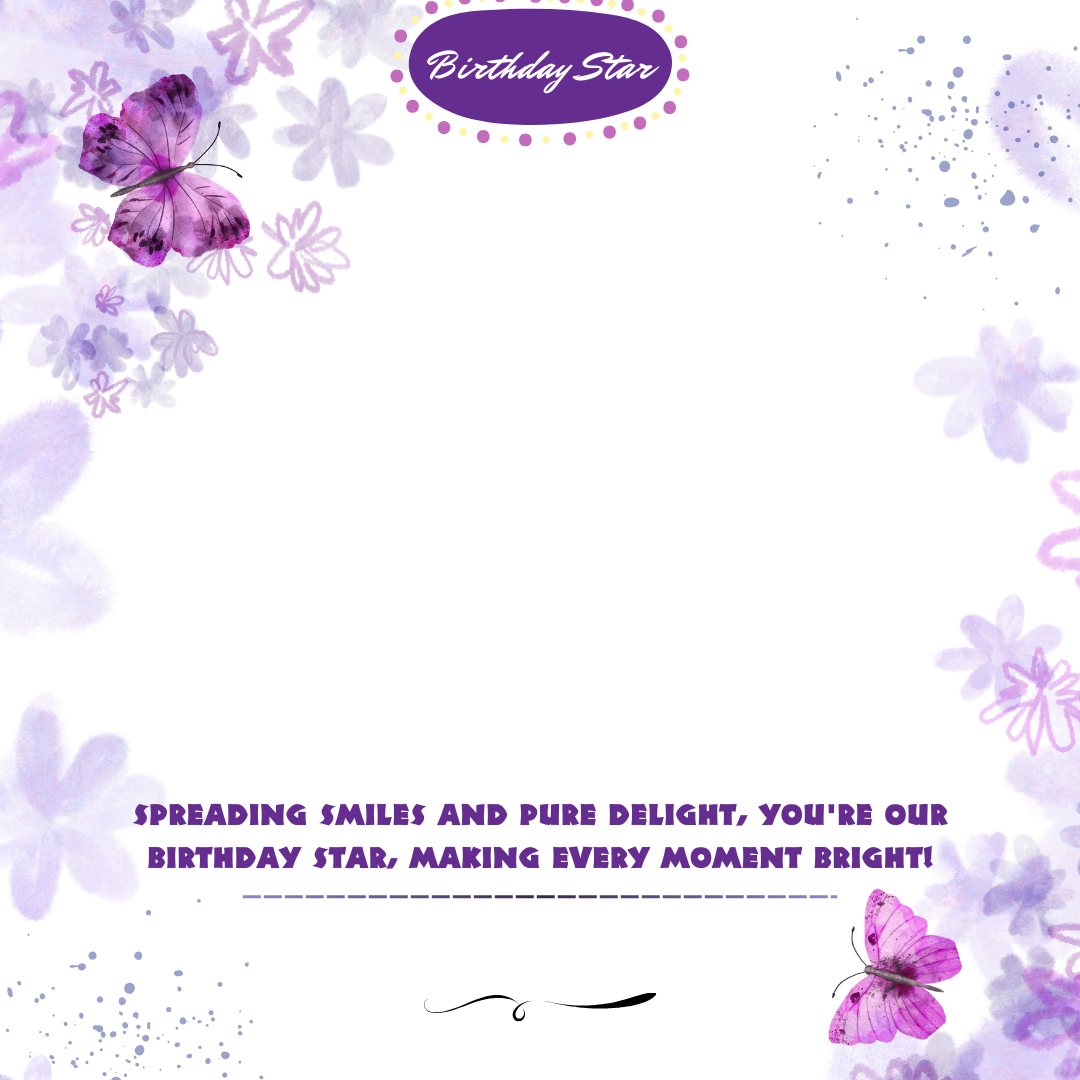 Birthday Star
SPREADING SMILES AND PURE DELIGHT, YOU'RE OUR
BIRTHDAY STAR, MAKING EVERY MOMENT BRIGHT!